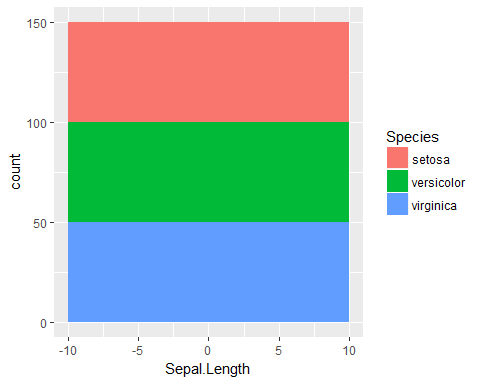 150
100
50
0
count
-10 -5 0 5 10
Sepal.Length
Species
setosa
versicolor
virginica